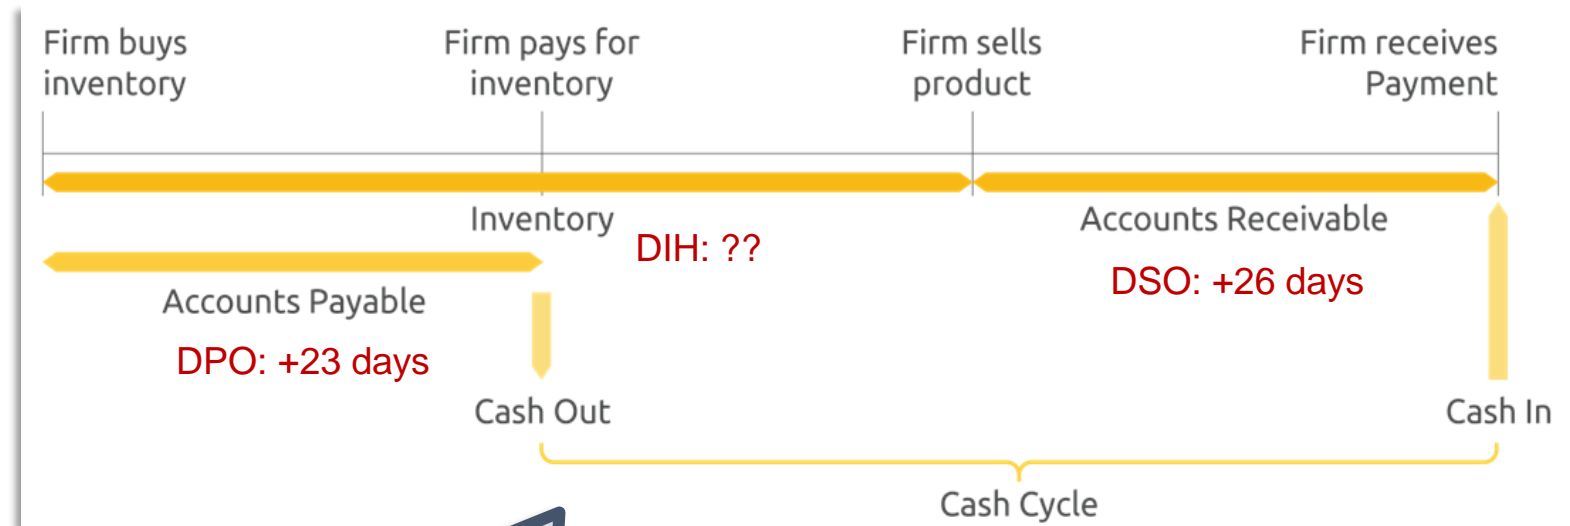 Firm buys
inventory
Firm pays for
inventory
Firm sells
product
Firm receives
Payment
Inventory
DIH: ??
Accounts Receivable
DSO: +26 days
Accounts Payable
DPO: +23 days
Cash Out
Cash In
Cash Cycle